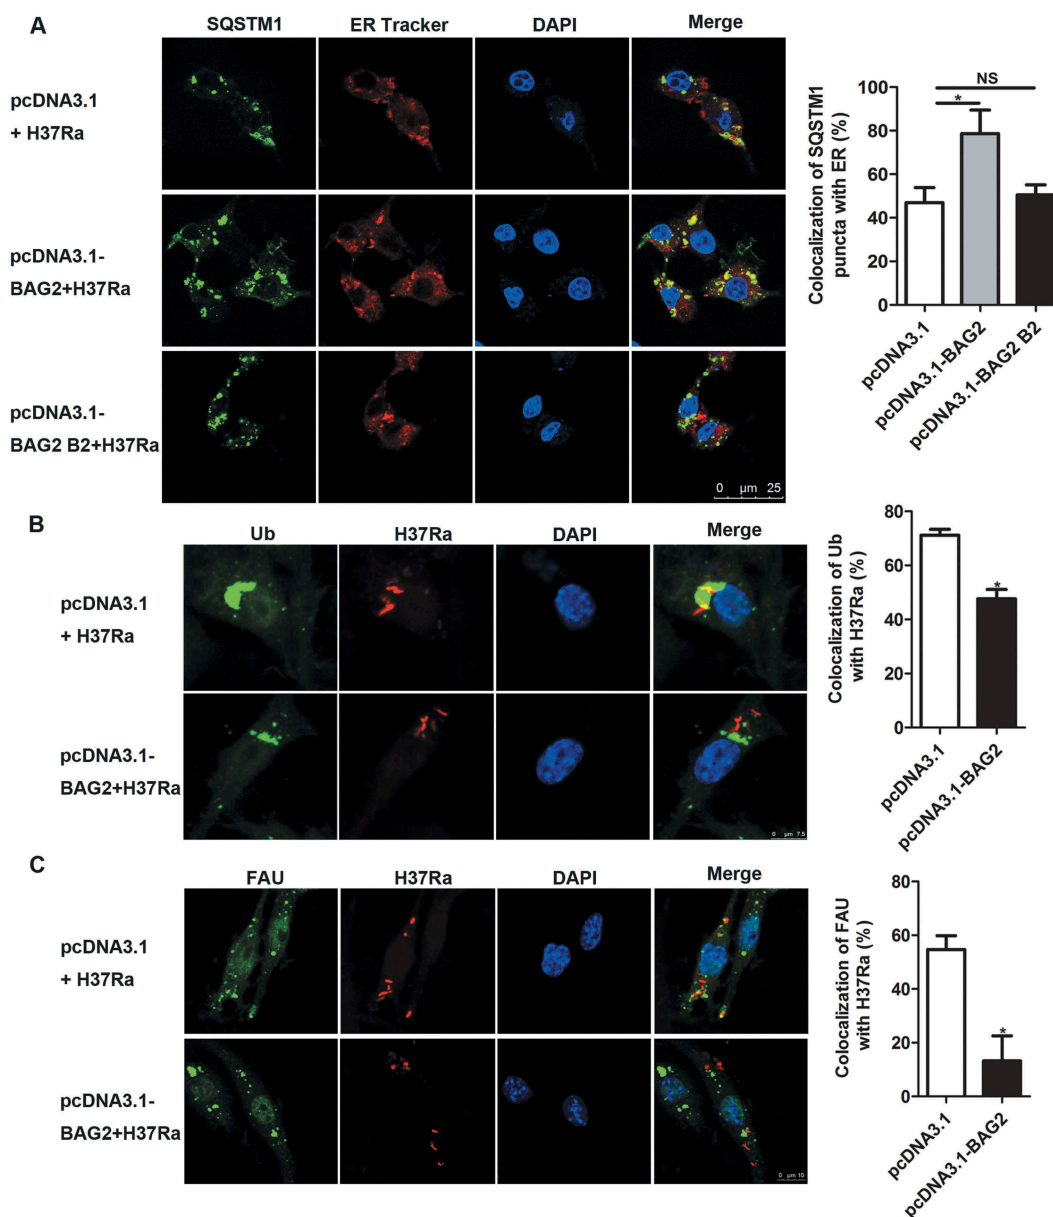 A
SQSTM1 ER Tracker DAPI Merge
pcDNA3.1
+ H37Ra
pcDNA3.1-
BAG2+H37Ra
pcDNA3.1-
BAG2 B2+H37Ra
0 µm 25
Colocalization of SQSTM1
puncta with ER (%)
100
80
60
40
20
0
NS
*
pcDNA3.1
pcDNA3.1-BAG2
pcDNA3.1-BAG2 B2
B
Ub H37Ra DAPI Merge
pcDNA3.1
+ H37Ra
pcDNA3.1-
BAG2+H37Ra
0 µm 7.5
Colocalization of Ub
with H37Ra (%)
80
60
40
20
0
*
pcDNA3.1
pcDNA3.1-BAG2
C
FAU H37Ra DAPI Merge
pcDNA3.1
+ H37Ra
pcDNA3.1-
BAG2+H37Ra
0 µm 10
Colocalization of FAU
with H37Ra (%)
80
60
40
20
0
*
pcDNA3.1
pcDNA3.1-BAG2